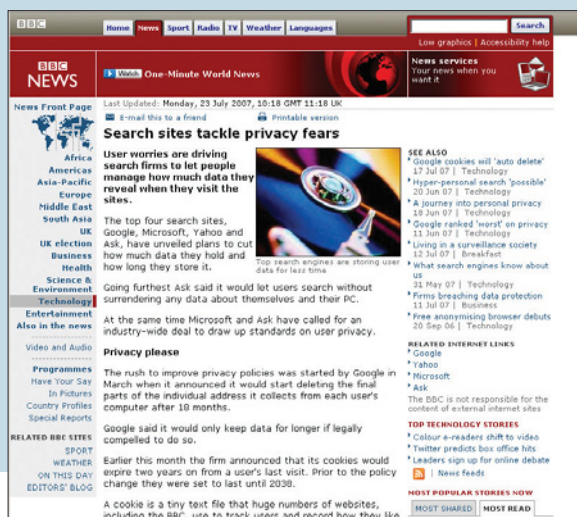 BBC
Home News Sport Radio TV Weather Languages
Search
Low graphics | Accessibility help
BBC
NEWS
Watch One-Minute World News
News services
Your news when you
want it
News Front Page
Africa
Americas
Asia-Pacific
Europe
Middle East
South Asia
UK
UK election
Business
Health
Science &
Environment
Technology
Entertainment
Also in the news
Video and Audio
Programmes
Have Your Say
In Pictures
Country Profiles
Special Reports
RELATED BBC SITES
SPORT
WEATHER
ON THIS DAY
EDITORS' BLOG
Last Updated: Monday, 23 July 2007, 10:18 GMT 11:18 UK
E-mail this to a friend
Printable version
Search sites tackle privacy fears
User worries are driving
search firms to let people
manage how much data they
reveal when they visit the
sites.
The top four search sites,
Google, Microsoft, Yahoo and
Ask, have unveiled plans to cut
how much data they hold and
how long they store it.
Top search engines are storing user
data for less time
Going furthest Ask said it would let users search without
surrendering any data about themselves and their PC.
At the same time Microsoft and Ask have called for an
industry-wide deal to draw up standards on user privacy.
Privacy please
The rush to improve privacy policies was started by Google in
March when it announced it would start deleting the final
parts of the individual address it collects from each user's
computer after 18 months.
Google said it would only keep data for longer if legally
compelled to do so.
Earlier this month the firm announced that its cookies would
expire two years on from a user's last visit. Prior to the policy
change they were set to last until 2038.
A cookie is a tiny text file that huge numbers of websites,
including the BBC, use to track users and record how they like
SEE ALSO
Google cookies will 'auto delete'
17 Jul 07 | Technology
Hyper-personal search 'possible'
20 Jun 07 | Technology
A journey into personal privacy
18 Jun 07 | Technology
Google ranked 'worst' on privacy
11 Jun 07 | Technology
Living in a surveillance society
12 Jul 07 | Breakfast
What search engines know about
us
31 May 07 | Technology
Firms breaching data protection
11 Jul 07 | Business
Free anonymising browser debuts
20 Sep 06 | Technology
RELATED INTERNET LINKS
Google
Yahoo
Microsoft
Ask
The BBC is not responsible for the
content of external internet sites
TOP TECHNOLOGY STORIES
Colour e-readers shift to video
Twitter predicts box office hits
Leaders sign up for online debate
News feeds
MOST POPULAR STORIES NOW
MOST SHARED MOST READ